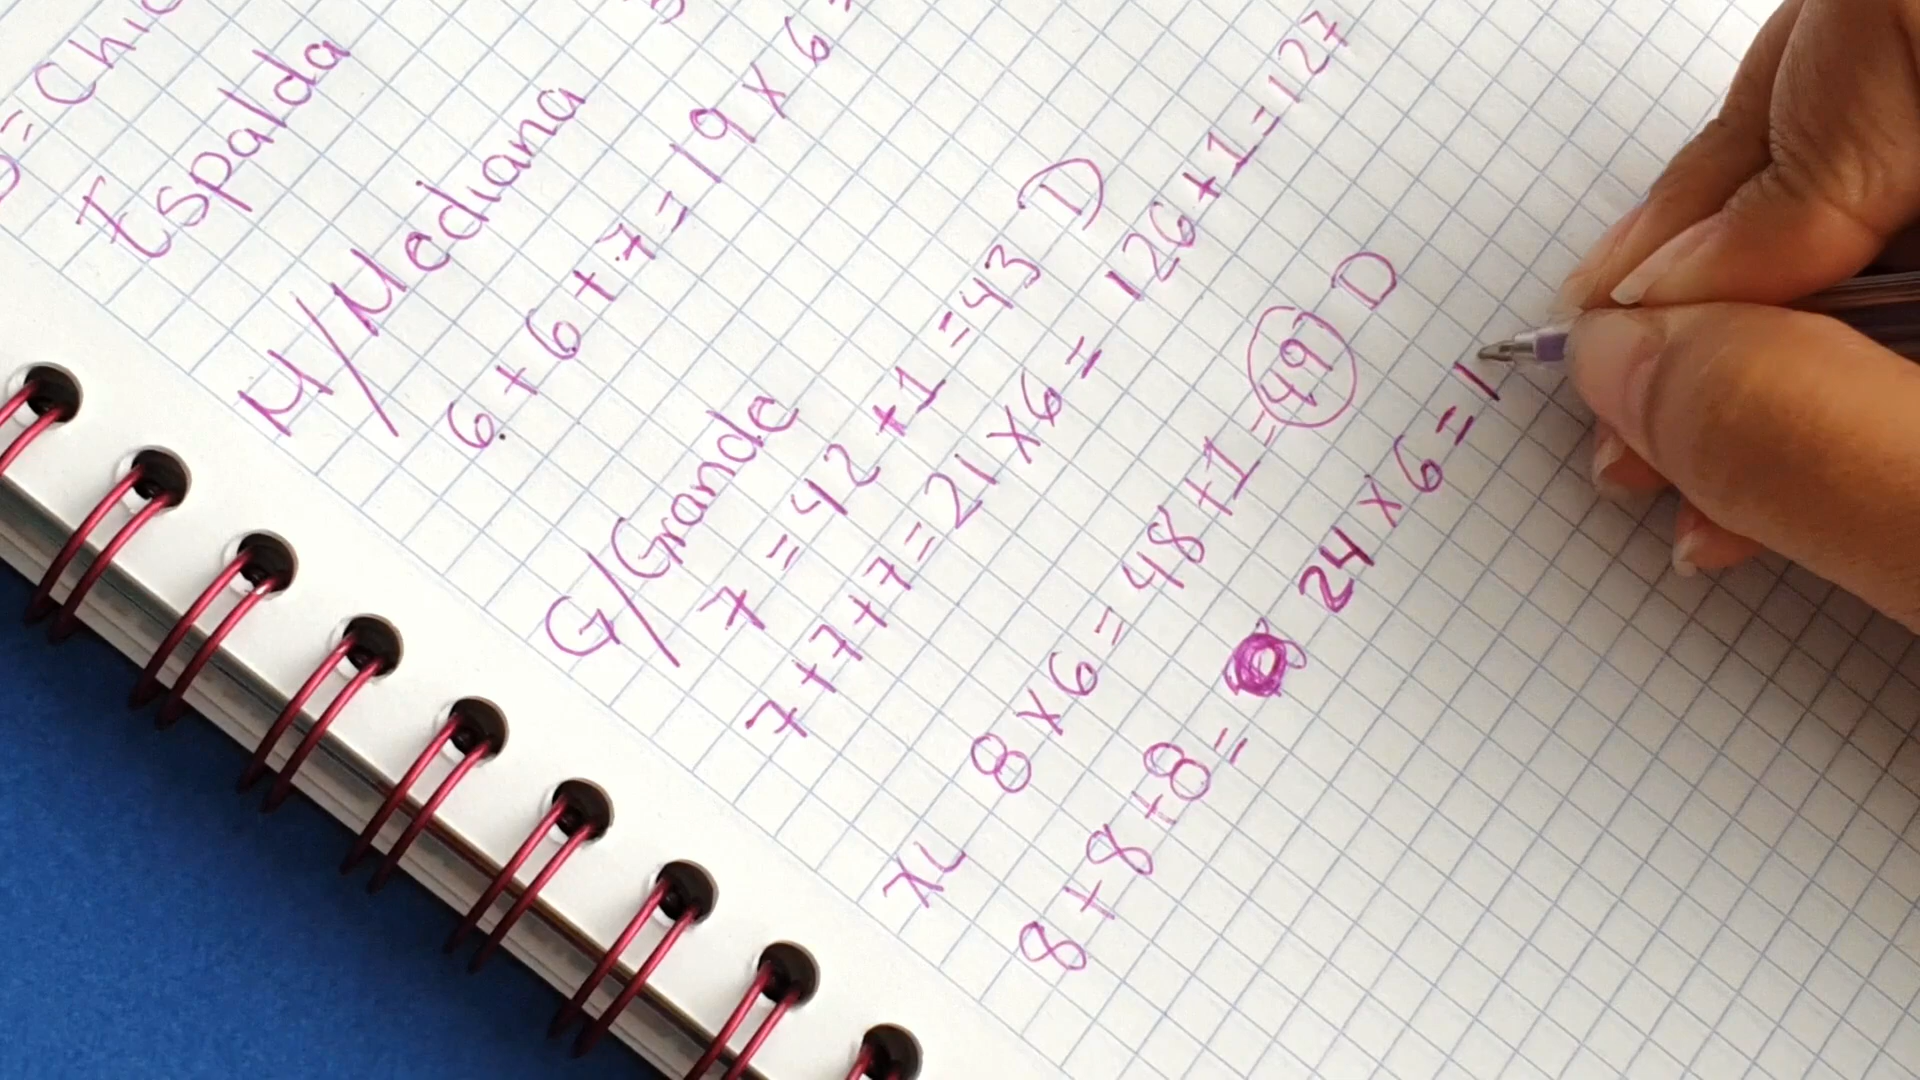 = Chic
Espalda
M/Mediana
6+6+7=19x6=
G/Grande
7=42+1=43 D
7+7+7=21x6=126+1=127
XL 8x6=48+1=49 D
8+8+8= 24x6=1